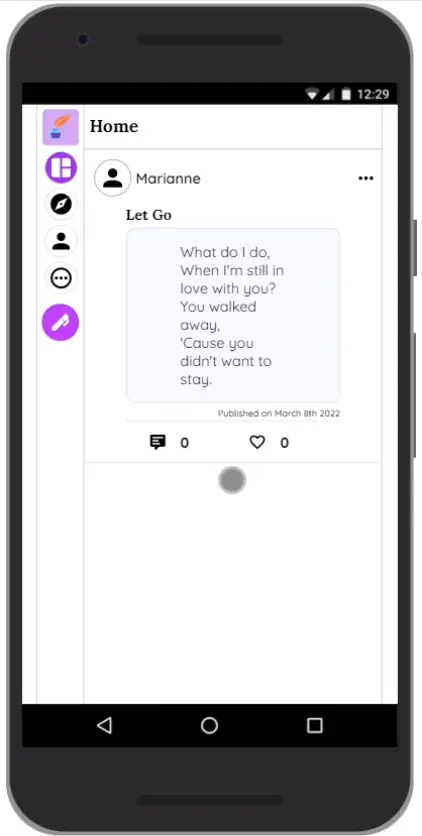 12:29
Home
Marianne
Let Go
What do I do,
When I'm still in
love with you?
You walked
away,
'Cause you
didn't want to
stay.
Published on March 8th 2022
0 0